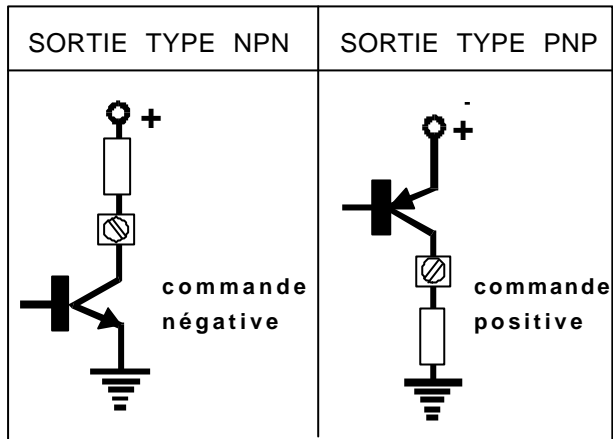 SORTIE TYPE NPN
SORTIE TYPE PNP
+
commande
négative
-
+
commande
positive